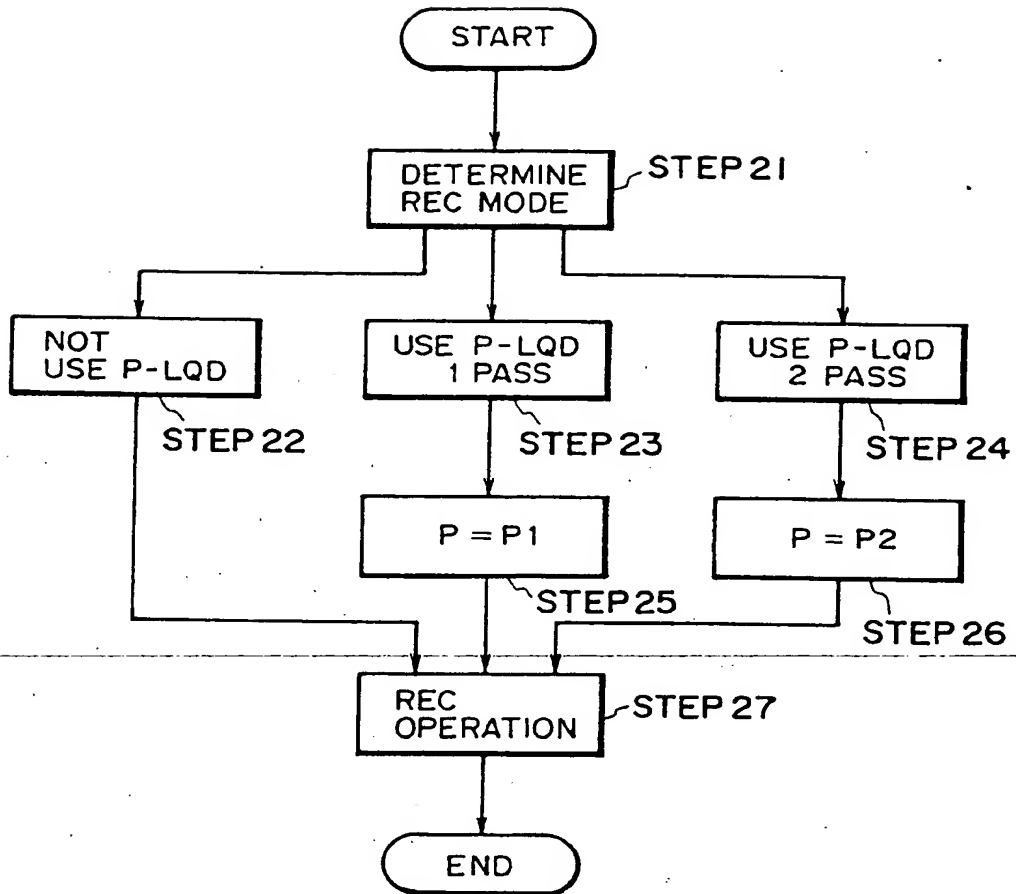 START
DETERMINE
REC MODE
STEP 21
NOT
USE P-LQD
STEP 22
USE P-LQD
1 PASS
STEP 23
USE P-LQD
2 PASS
STEP 24
P = P1
STEP 25
P = P2
STEP 26
REC
OPERATION
STEP 27
END